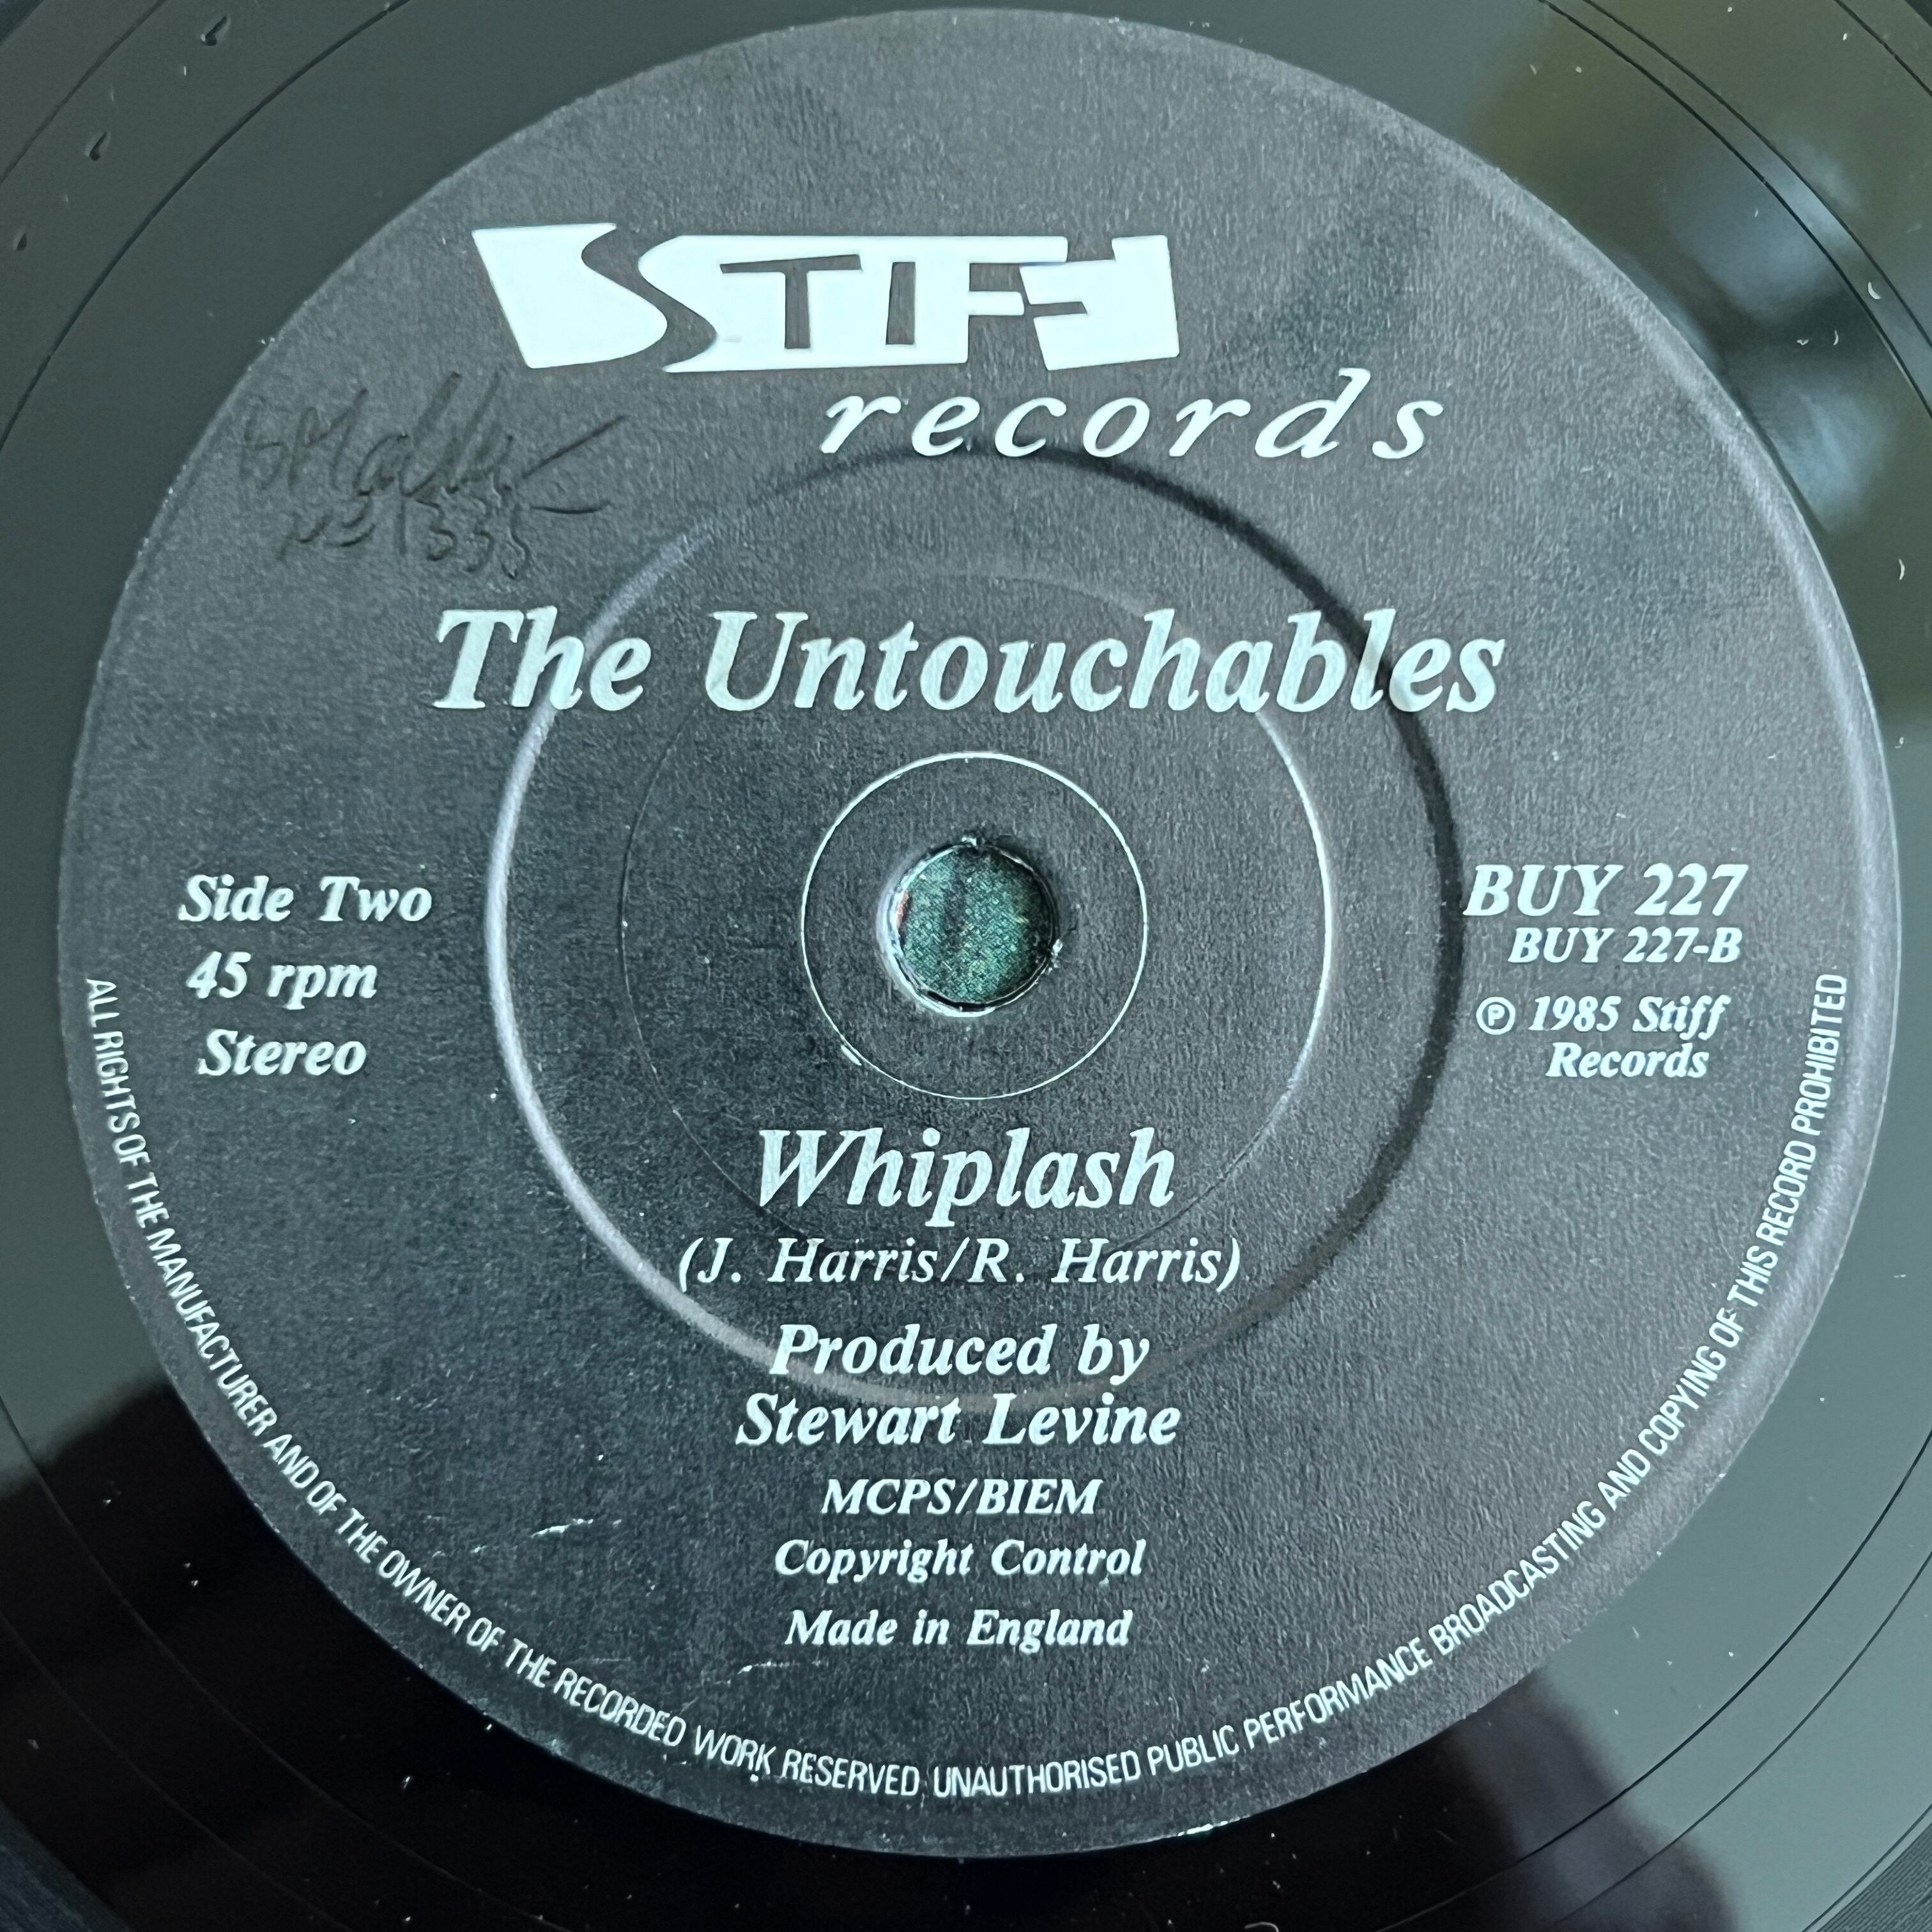 STIFF
records
The Untouchables
Side Two
45 rpm
Stereo
BUY 227
BUY 227-B
℗ 1985 Stiff
Records
Whiplash
(J. Harris/R. Harris)
Produced by
Stewart Levine
MCPS/BIEM
Copyright Control
Made in England
ALL RIGHTS OF THE MANUFACTURER AND OF THE OWNER OF THE RECORDED WORK RESERVED UNAUTHORISED PUBLIC PERFORMANCE BROADCASTING AND COPYING OF THIS RECORD PROHIBITED